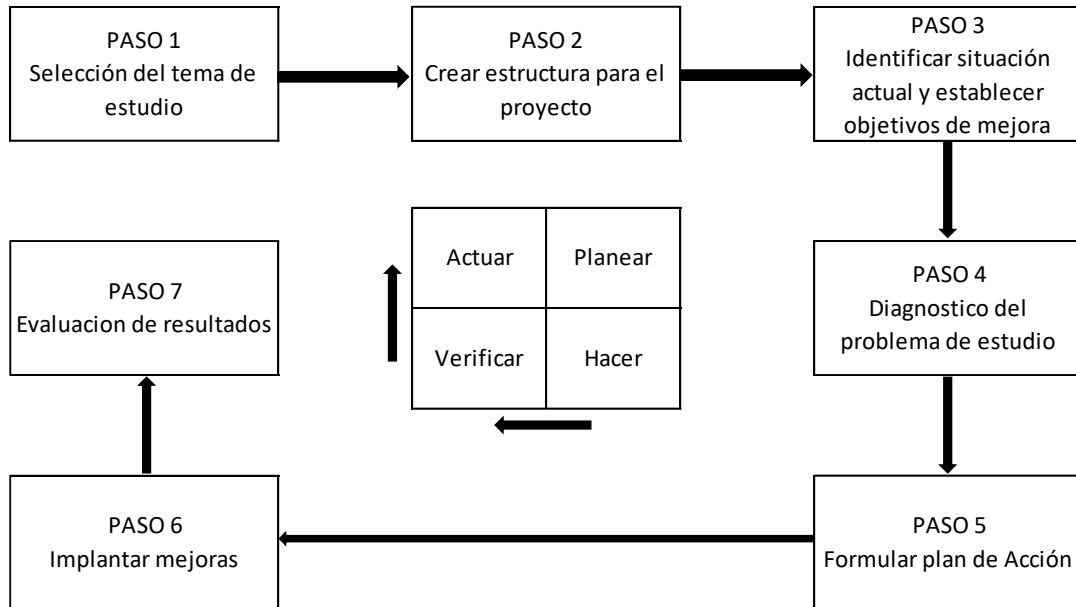 PASO 1
Selección del tema de
estudio
PASO 2
Crear estructura para el
proyecto
PASO 3
Identificar situación
actual y establecer
objetivos de mejora
Actuar
Planear
Verificar
Hacer
PASO 4
Diagnostico del
problema de estudio
PASO 5
Formular plan de Acción
PASO 6
Implantar mejoras
PASO 7
Evaluacion de resultados